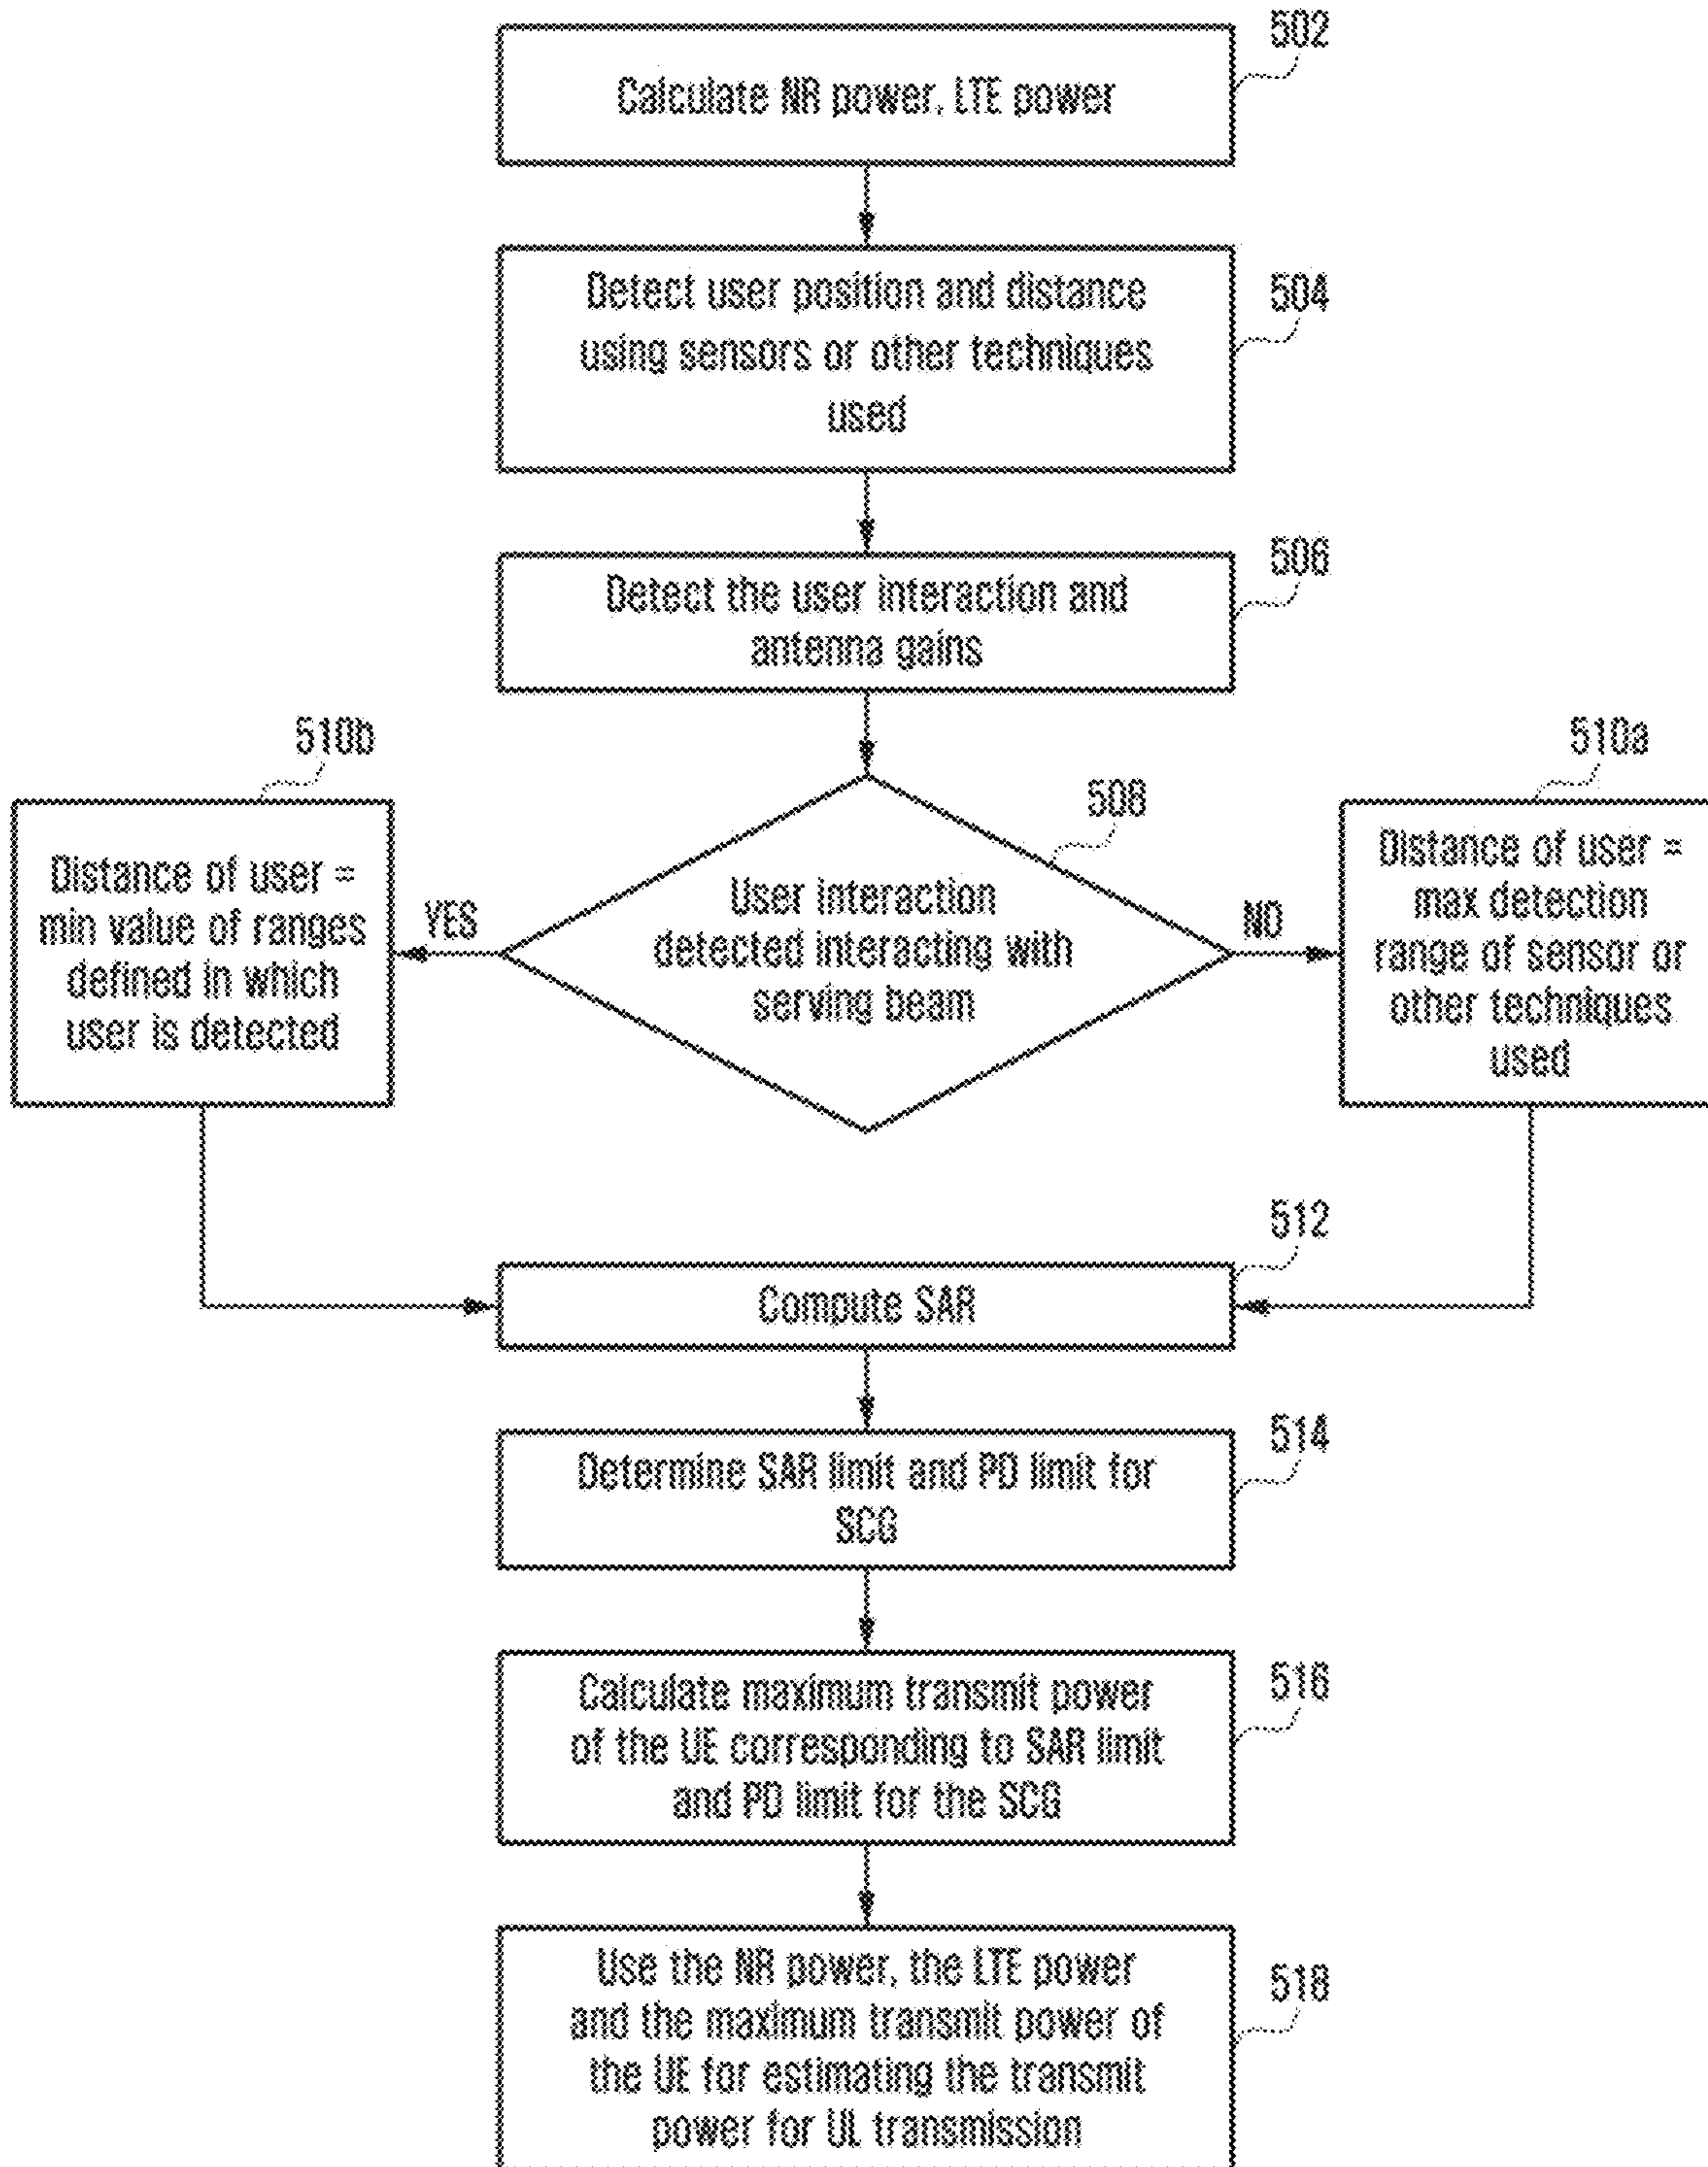 502
Calculate NR power, LTE power
504
Detect user position and distance
using sensors or other techniques
used
506
Detect the user interaction and
antenna gains
508
User interaction
detected interacting with
serving beam
YES
NO
510b
Distance of user =
min value of ranges
defined in which
user is detected
510a
Distance of user =
max detection
range of sensor or
other techniques
used
512
Compute SAR
514
Determine SAR limit and PD limit for
SCG
516
Calculate maximum transmit power
of the UE corresponding to SAR limit
and PD limit for the SCG
518
Use the NR power, the LTE power
and the maximum transmit power of
the UE for estimating the transmit
power for UL transmission